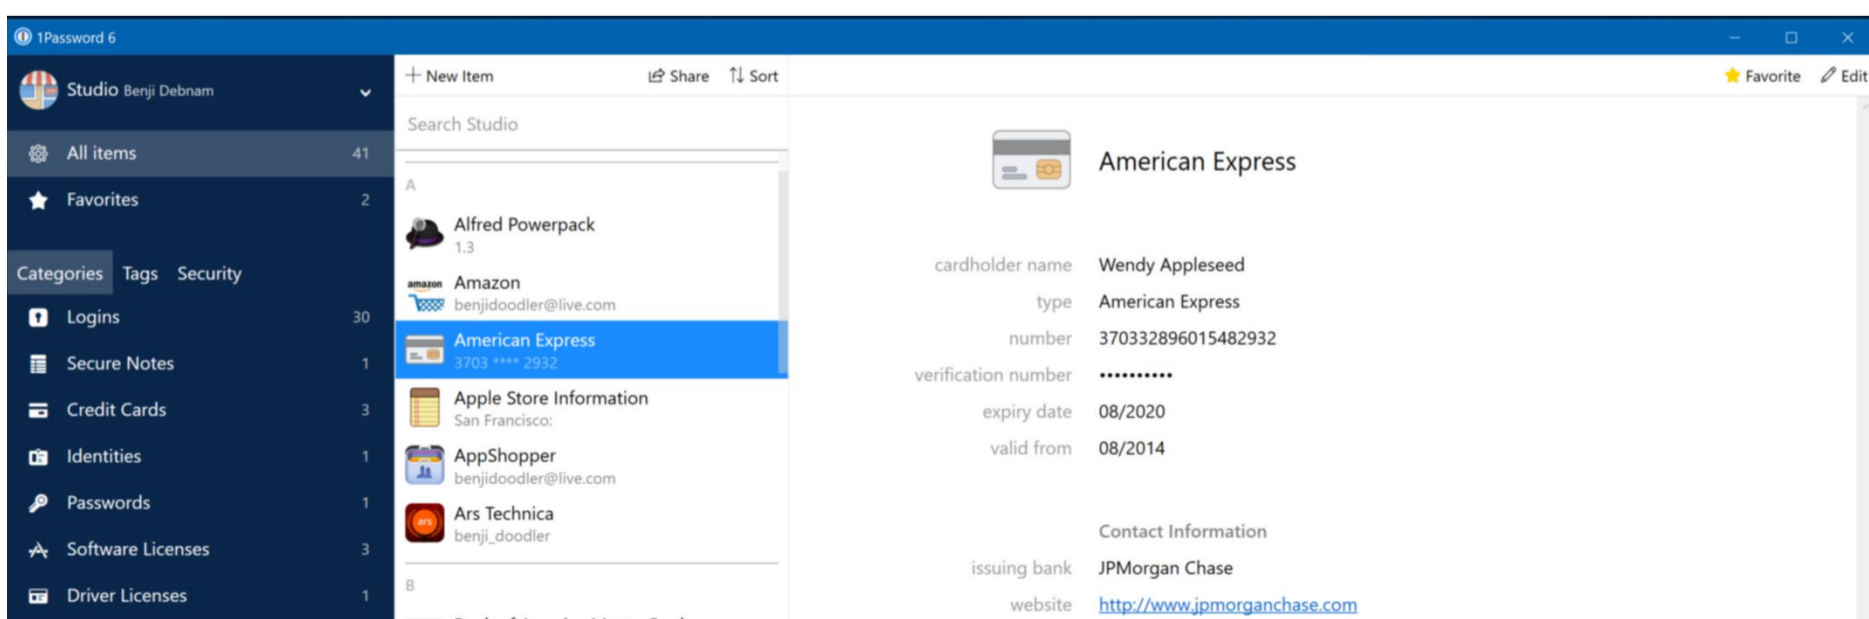 1Password 6
Studio Benji Debnam
All items 41
Favorites 2
Categories Tags Security
Logins 30
Secure Notes 1
Credit Cards 3
Identities 1
Passwords 1
Software Licenses 3
Driver Licenses 1
New Item Share Sort
Search Studio
A
Alfred Powerpack
1.3
amazon Amazon
benjidoodler@live.com
American Express
3703 **** 2932
Apple Store Information
San Francisco:
AppShopper
benjidoodler@live.com
ars Ars Technica
benji_doodler
B
Favorite Edit
American Express
cardholder name Wendy Appleseed
type American Express
number 370332896015482932
verification number ••••••••••
expiry date 08/2020
valid from 08/2014
Contact Information
issuing bank JPMorgan Chase
website http://www.jpmorganchase.com